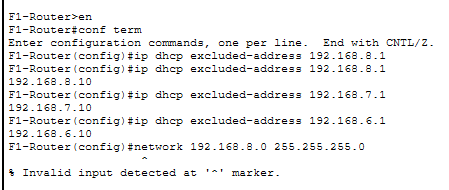 F1-Router>en
F1-Router#conf term
Enter configuration commands, one per line.  End with CNTL/Z.
F1-Router(config)#ip dhcp excluded-address 192.168.8.1
F1-Router(config)#ip dhcp excluded-address 192.168.8.1
192.168.8.10
F1-Router(config)#ip dhcp excluded-address 192.168.7.1
192.168.7.10
F1-Router(config)#ip dhcp excluded-address 192.168.6.1
192.168.6.10
F1-Router(config)#network 192.168.8.0 255.255.255.0
^
% Invalid input detected at '^' marker.